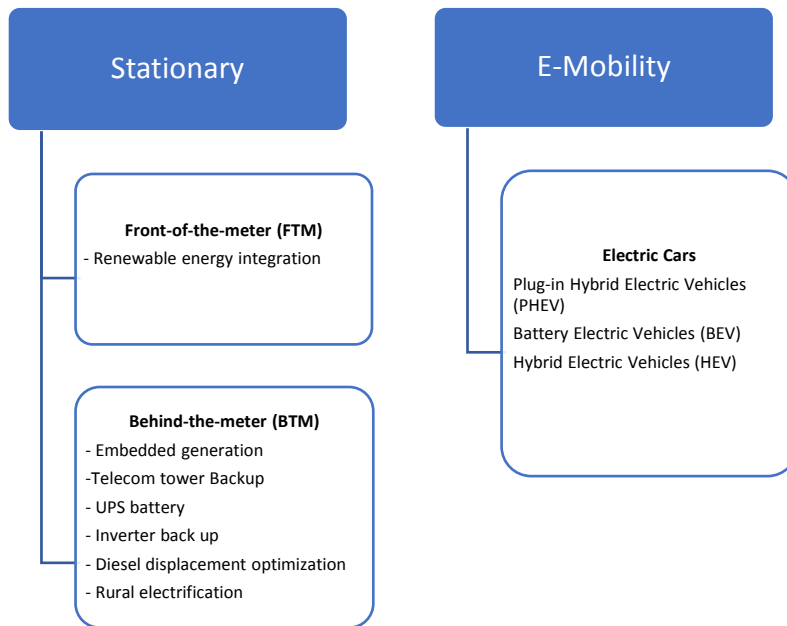 Stationary
Front-of-the-meter (FTM)
- Renewable energy integration
Behind-the-meter (BTM)
- Embedded generation
-Telecom tower Backup
- UPS battery
- Inverter back up
- Diesel displacement optimization
- Rural electrification
E-Mobility
Electric Cars
Plug-in Hybrid Electric Vehicles
(PHEV)
Battery Electric Vehicles (BEV)
Hybrid Electric Vehicles (HEV)